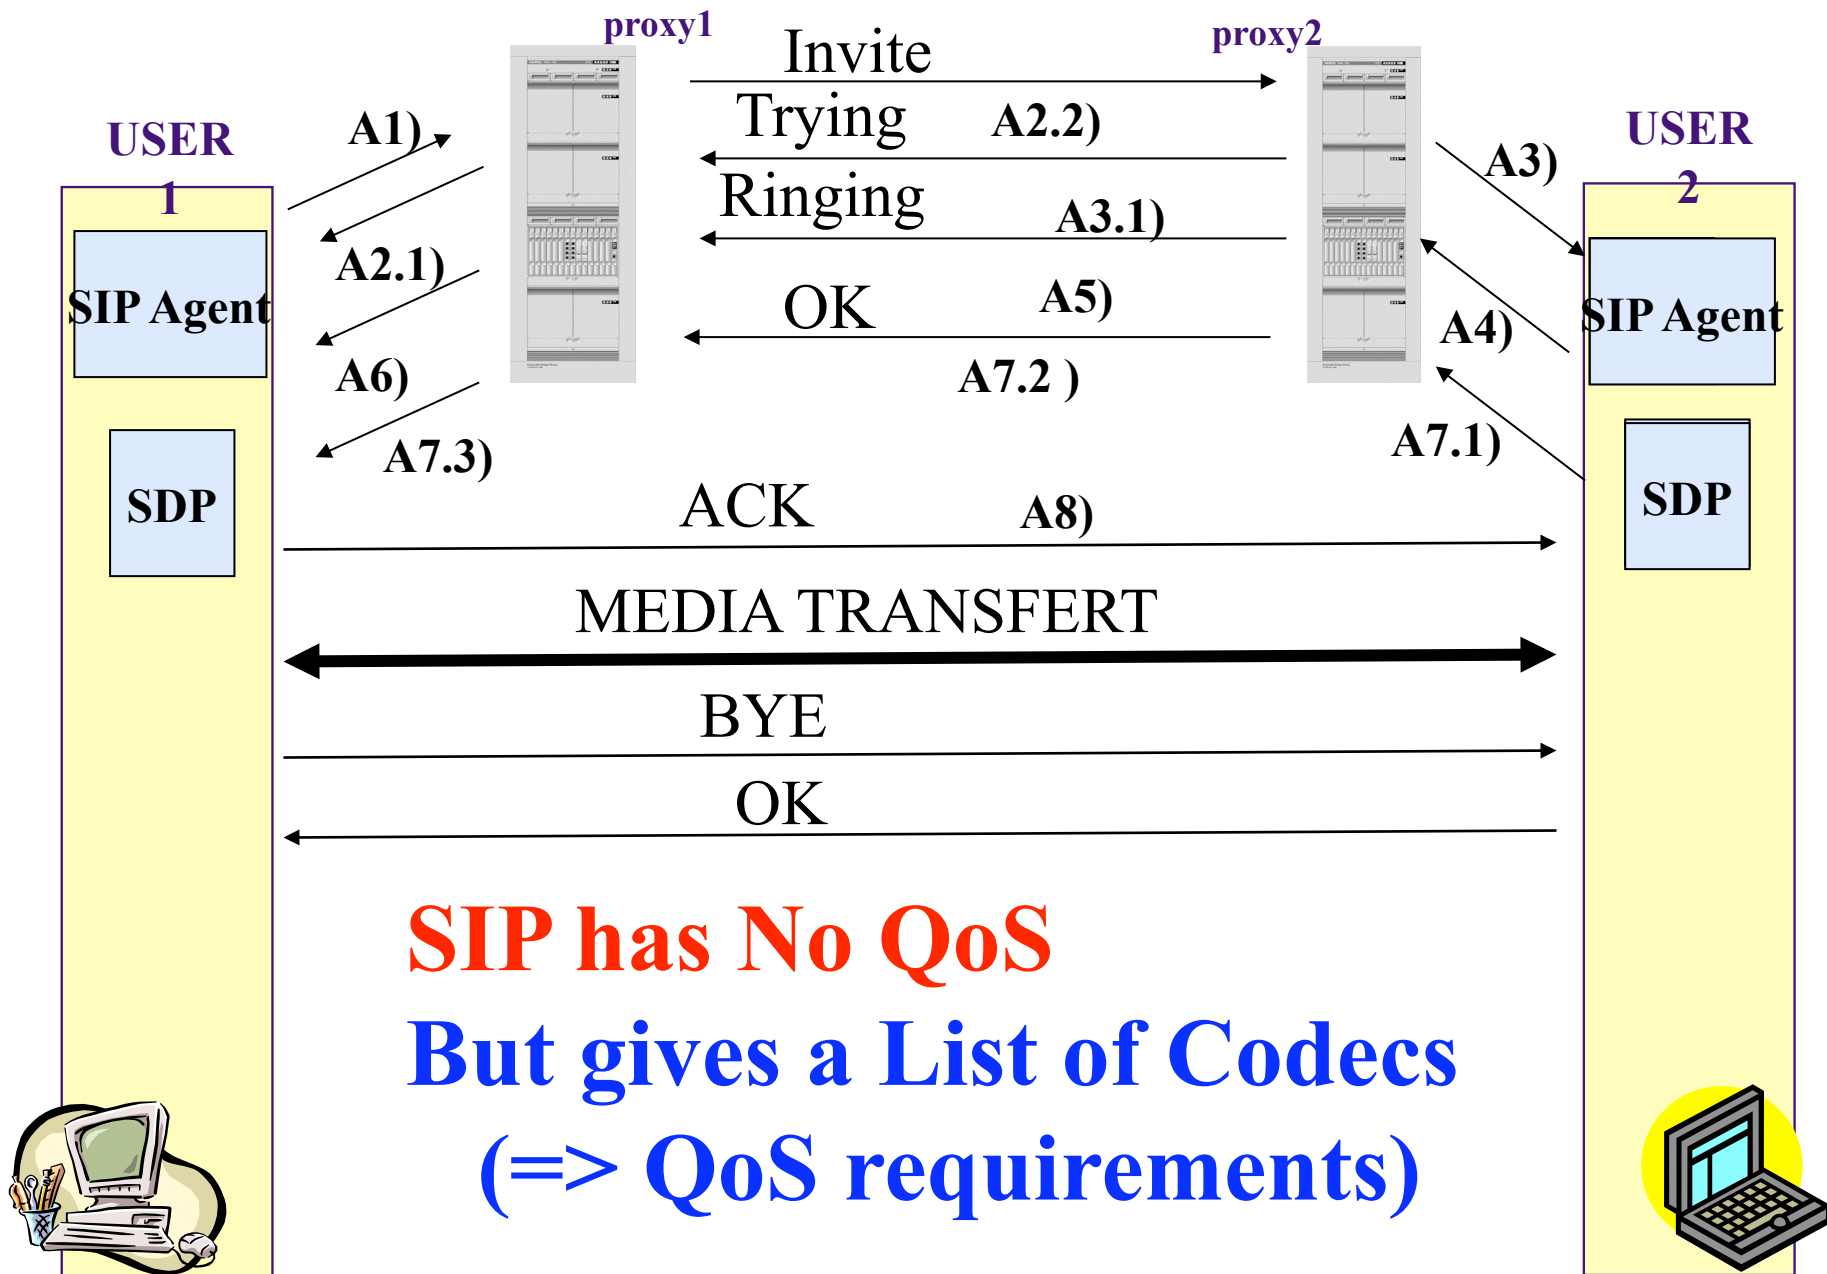 proxy1
proxy2
Invite
Trying
A2.2)
A1)
USER
1
USER
2
A3)
Ringing
A3.1)
A2.1)
SIP Agent
OK
A5)
A4)
SIP Agent
A6)
A7.2 )
A7.3)
A7.1)
SDP
ACK
A8)
SDP
MEDIA TRANSFERT
BYE
OK
SIP has No QoS
But gives a List of Codecs
(=> QoS requirements)